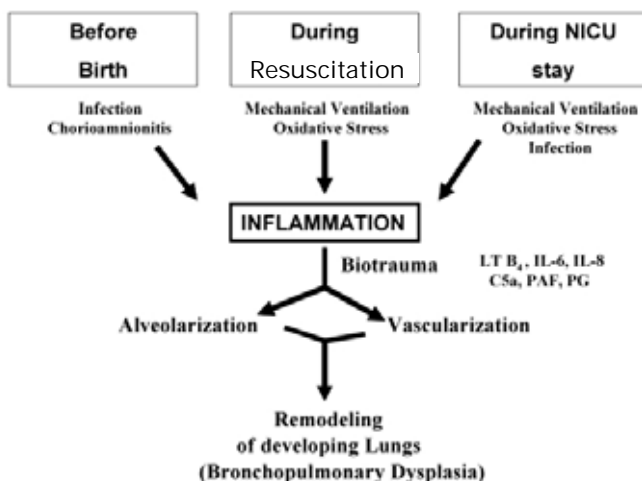 Before
Birth
During
Resuscitation
During NICU
stay
Infection
Chorioamnionitis
Mechanical Ventilation
Oxidative Stress
Mechanical Ventilation
Oxidative Stress
Infection
INFLAMMATION
Biotrauma
LT B₄, IL-6, IL-8
C5a, PAF, PG
Alveolarization
Vascularization
Remodeling
of developing Lungs
(Bronchopulmonary Dysplasia)